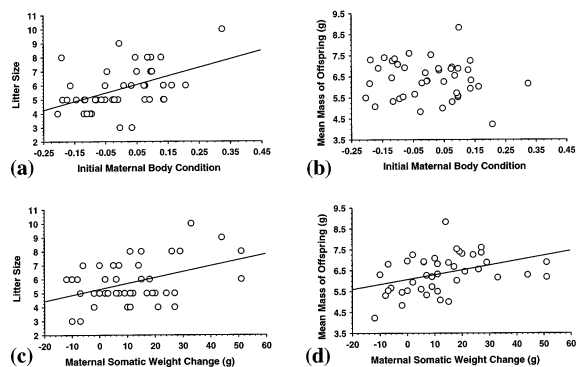 11
10
9
8
7
6
5
4
3
2
Litter Size
-0.25 -0.15 -0.05 0.05 0.15 0.25 0.35 0.45
(a) Initial Maternal Body Condition
9.5
8.5
7.5
6.5
5.5
4.5
3.5
Mean Mass of Offspring (g)
-0.25 -0.15 -0.05 0.05 0.15 0.25 0.35 0.45
(b) Initial Maternal Body Condition
11
10
9
8
7
6
5
4
3
2
Litter Size
-20 -10 0 10 20 30 40 50 60
(c) Maternal Somatic Weight Change (g)
9.5
8.5
7.5
6.5
5.5
4.5
3.5
Mean Mass of Offspring (g)
-20 -10 0 10 20 30 40 50 60
(d) Maternal Somatic Weight Change (g)